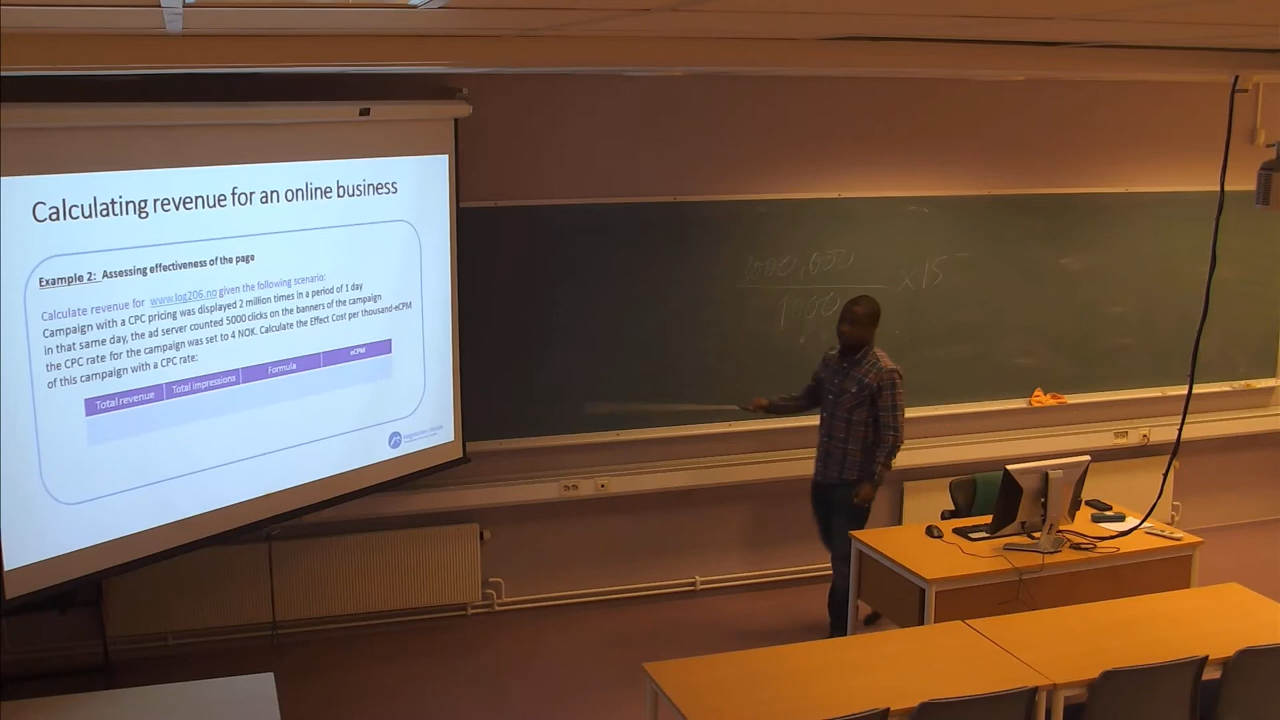 Calculating revenue for an online business
Example 2: Assessing effectiveness of the page
Calculate revenue for www.log206.no given the following scenario:
Campaign with a CPC pricing was displayed 2 million times in a period of 1 day
In that same day, the ad server counted 5000 clicks on the banners of the campaign
the CPC rate for the campaign was set to 4 NOK. Calculate the Effect Cost per thousand-eCPM
of this campaign with a CPC rate:
Total revenue Total impressions Formula eCPM
1000,000
1000
×15